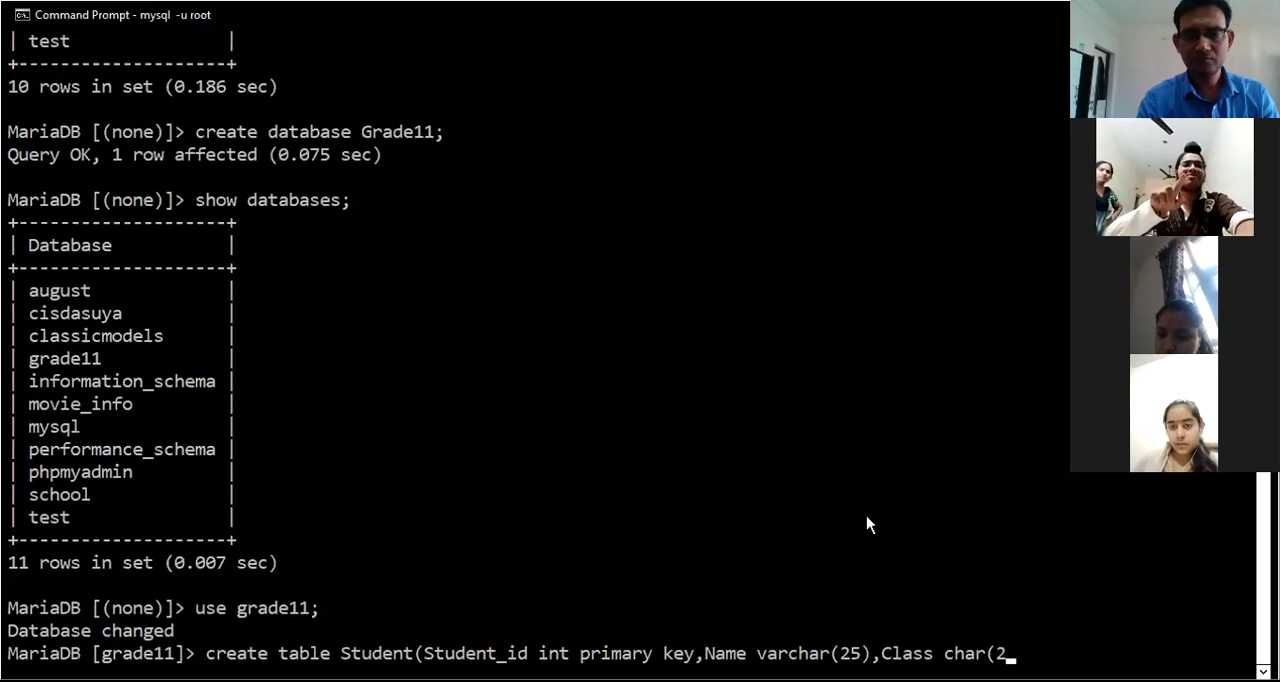 Command Prompt - mysql -u root
| test |
+---------------------+
10 rows in set (0.186 sec)
MariaDB [(none)]> create database Grade11;
Query OK, 1 row affected (0.075 sec)
MariaDB [(none)]> show databases;
+---------------------+
| Database |
+---------------------+
| august |
| cisdasuya |
| classicmodels |
| grade11 |
| information_schema |
| movie_info |
| mysql |
| performance_schema |
| phpmyadmin |
| school |
| test |
+---------------------+
11 rows in set (0.007 sec)
MariaDB [(none)]> use grade11;
Database changed
MariaDB [grade11]> create table Student(Student_id int primary key,Name varchar(25),Class char(2